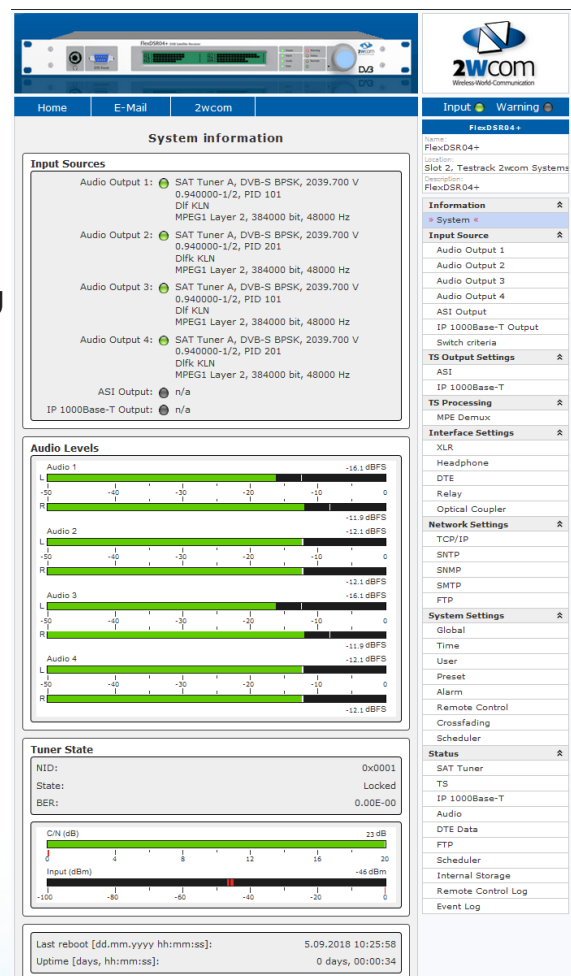 FlexDSR04+ DVB Satellite Receiver
DVB
2wcom
Wireless-World-Communication
Home E-Mail 2wcom
Input Warning
System information
Input Sources
Audio Output 1: SAT Tuner A, DVB-S BPSK, 2039.700 V
0.940000-1/2, PID 101
Dlf KLN
MPEG1 Layer 2, 384000 bit, 48000 Hz
Audio Output 2: SAT Tuner A, DVB-S BPSK, 2039.700 V
0.940000-1/2, PID 201
Dlfk KLN
MPEG1 Layer 2, 384000 bit, 48000 Hz
Audio Output 3: SAT Tuner A, DVB-S BPSK, 2039.700 V
0.940000-1/2, PID 101
Dlf KLN
MPEG1 Layer 2, 384000 bit, 48000 Hz
Audio Output 4: SAT Tuner A, DVB-S BPSK, 2039.700 V
0.940000-1/2, PID 201
Dlfk KLN
MPEG1 Layer 2, 384000 bit, 48000 Hz
ASI Output: n/a
IP 1000Base-T Output: n/a
Audio Levels
Audio 1 -16.1 dBFS
L
-50 -40 -30 -20 -10 0
R
-11.9 dBFS
Audio 2 -12.1 dBFS
L
-50 -40 -30 -20 -10 0
R
-12.1 dBFS
Audio 3 -16.1 dBFS
L
-50 -40 -30 -20 -10 0
R
-11.9 dBFS
Audio 4 -12.1 dBFS
L
-50 -40 -30 -20 -10 0
R
-12.1 dBFS
Tuner State
NID: 0x0001
State: Locked
BER: 0.00E-00
C/N (dB) 23 dB
0 4 8 12 16 20
Input (dBm) -46 dBm
-100 -80 -60 -40 -20 0
Last reboot [dd.mm.yyyy hh:mm:ss]: 5.09.2018 10:25:58
Uptime [days, hh:mm:ss]: 0 days, 00:00:34
FlexDSR04+
Name:
FlexDSR04+
Location:
Slot 2, Testrack 2wcom Systems
Description:
FlexDSR04+
Information
» System «
Input Source
Audio Output 1
Audio Output 2
Audio Output 3
Audio Output 4
ASI Output
IP 1000Base-T Output
Switch criteria
TS Output Settings
ASI
IP 1000Base-T
TS Processing
MPE Demux
Interface Settings
XLR
Headphone
DTE
Relay
Optical Coupler
Network Settings
TCP/IP
SNTP
SNMP
SMTP
FTP
System Settings
Global
Time
User
Preset
Alarm
Remote Control
Crossfading
Scheduler
Status
SAT Tuner
TS
IP 1000Base-T
Audio
DTE Data
FTP
Scheduler
Internal Storage
Remote Control Log
Event Log